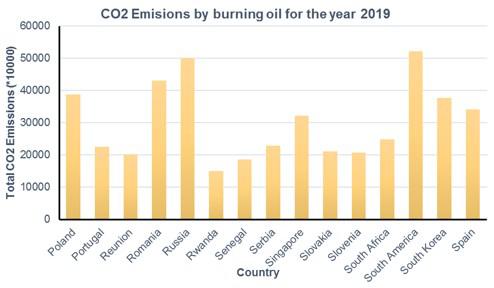 CO2 Emisions by burning oil for the year 2019
Total CO2 Emissions (*10000)
60000
50000
40000
30000
20000
10000
0
Poland
Portugal
Reunion
Romania
Russia
Rwanda
Senegal
Serbia
Singapore
Slovakia
Slovenia
South Africa
South America
South Korea
Spain
Country